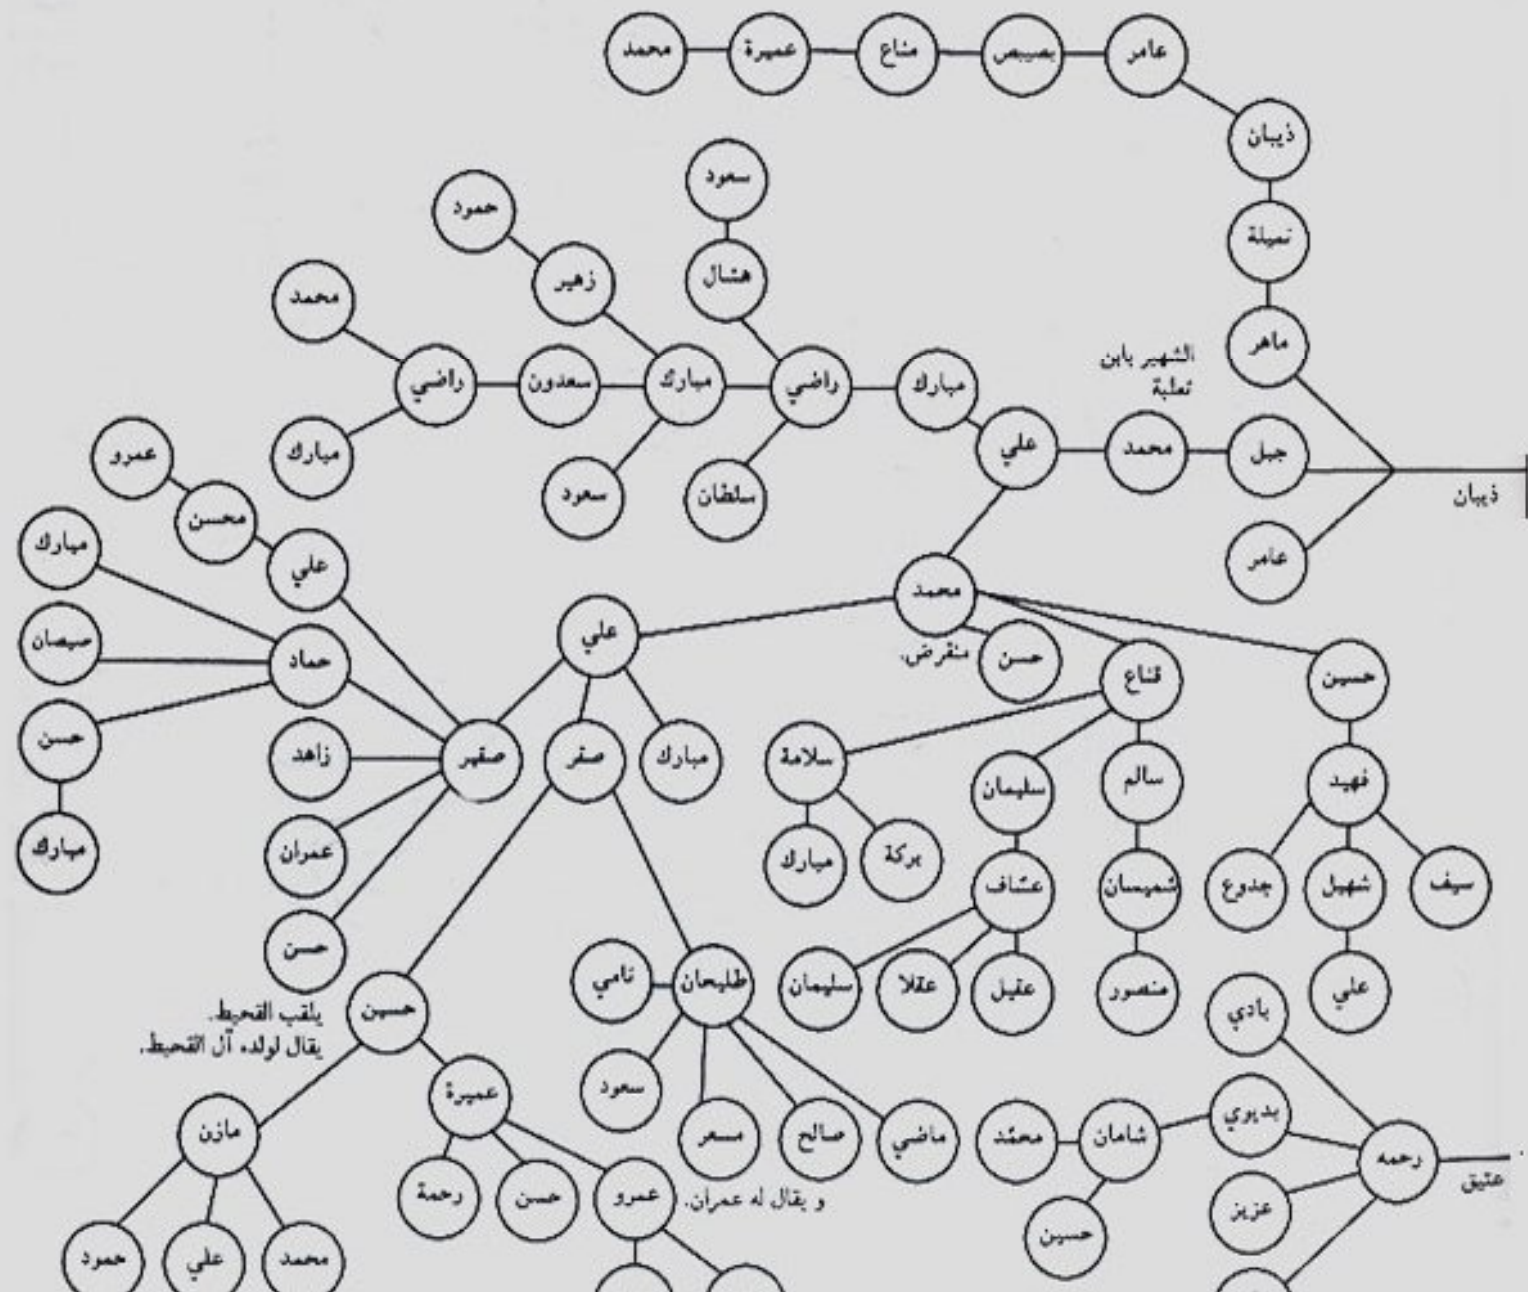 عامر
بصيبص
مناع
عميرة
محمد
ذيبان
نميلة
ماهر
سعود
هشال
حمود
زهير
محمد
الشهير بابن
ثعلبة
راضي
سعدون
مبارك
راضي
مبارك
علي
محمد
جبل
ذيبان
عامر
مبارك
سعود
سلطان
عمرو
محسن
علي
مبارك
صيصان
حماد
حسن
مبارك
زاهد
عمران
حسن
صقير
صقر
مبارك
علي
محمد
حسن
منقرض.
قناع
حسين
سلامة
سليمان
سالم
فهيد
مبارك
بركة
عشاف
شميسان
جدوع
شهيل
سيف
سليمان
عقلا
عقيل
منصور
علي
طليحان
نامي
سعود
مسعر
صالح
ماضي
حسين
يلقب القحيط.
يقال لولده آل القحيط.
عميرة
مازن
رحمة
حسن
عمرو
و يقال له عمران.
حمود
علي
محمد
بادي
بديوي
شامان
محمد
حسين
عزيز
رحمه
عتيق